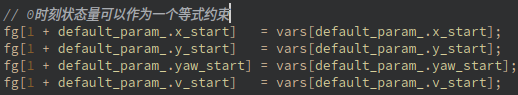 // 0时刻状态量可以作为一个等式约束
fg[1 + default_param_.x_start]   = vars[default_param_.x_start];
fg[1 + default_param_.y_start]   = vars[default_param_.y_start];
fg[1 + default_param_.yaw_start] = vars[default_param_.yaw_start];
fg[1 + default_param_.v_start]   = vars[default_param_.v_start];